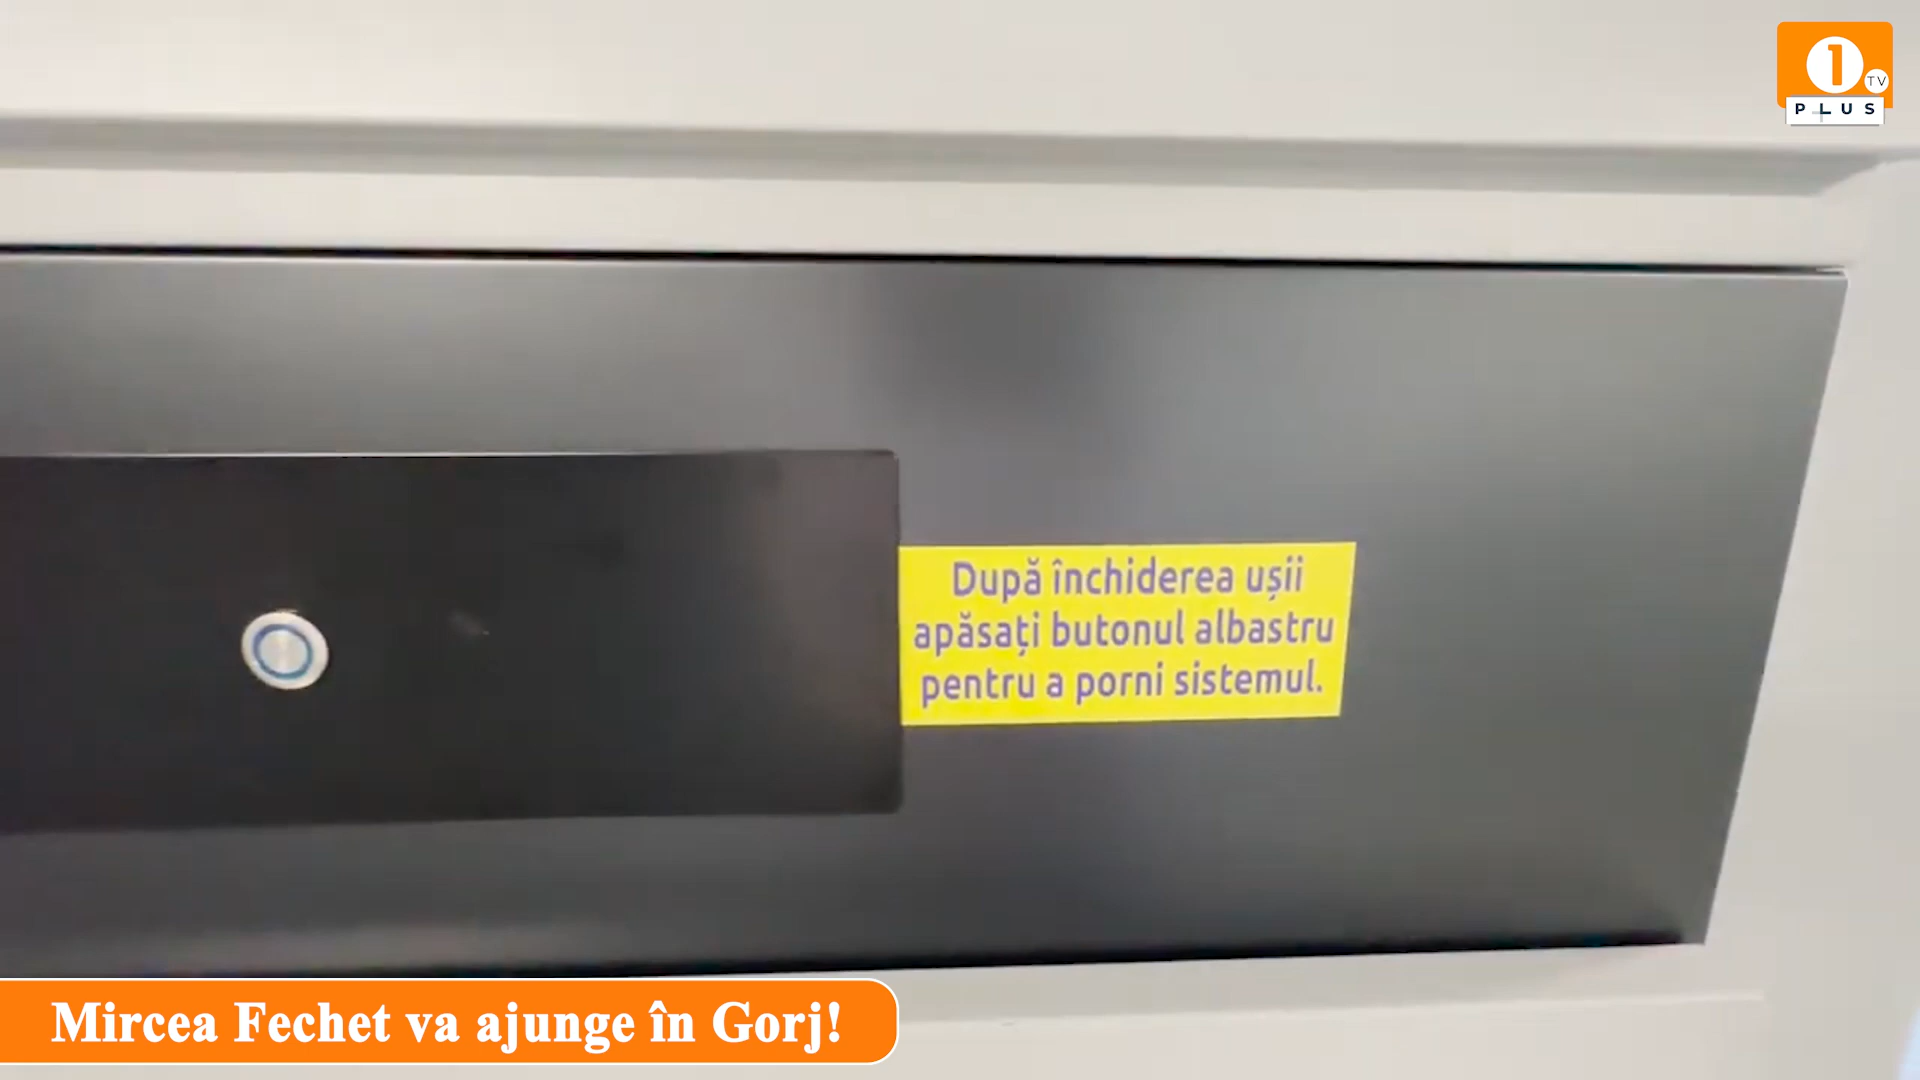 1
TV
PLUS
După închiderea ușii
apăsați butonul albastru
pentru a porni sistemul.
Mircea Fechet va ajunge în Gorj!